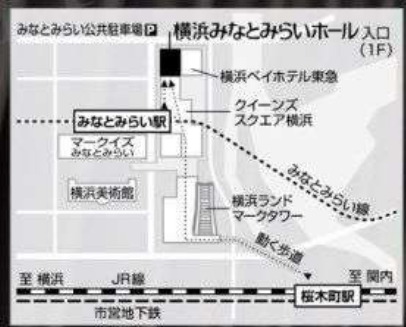 みなとみらい公共駐車場P
横浜みなとみらいホール入口
(1F)
横浜ベイホテル東急
クイーンズ
スクエア横浜
みなとみらい駅
マークイズ
みなとみらい
みなとみらい線
横浜美術館
横浜ランド
マークタワー
動く歩道
至 横浜
JR線
至 関内
桜木町駅
市営地下鉄